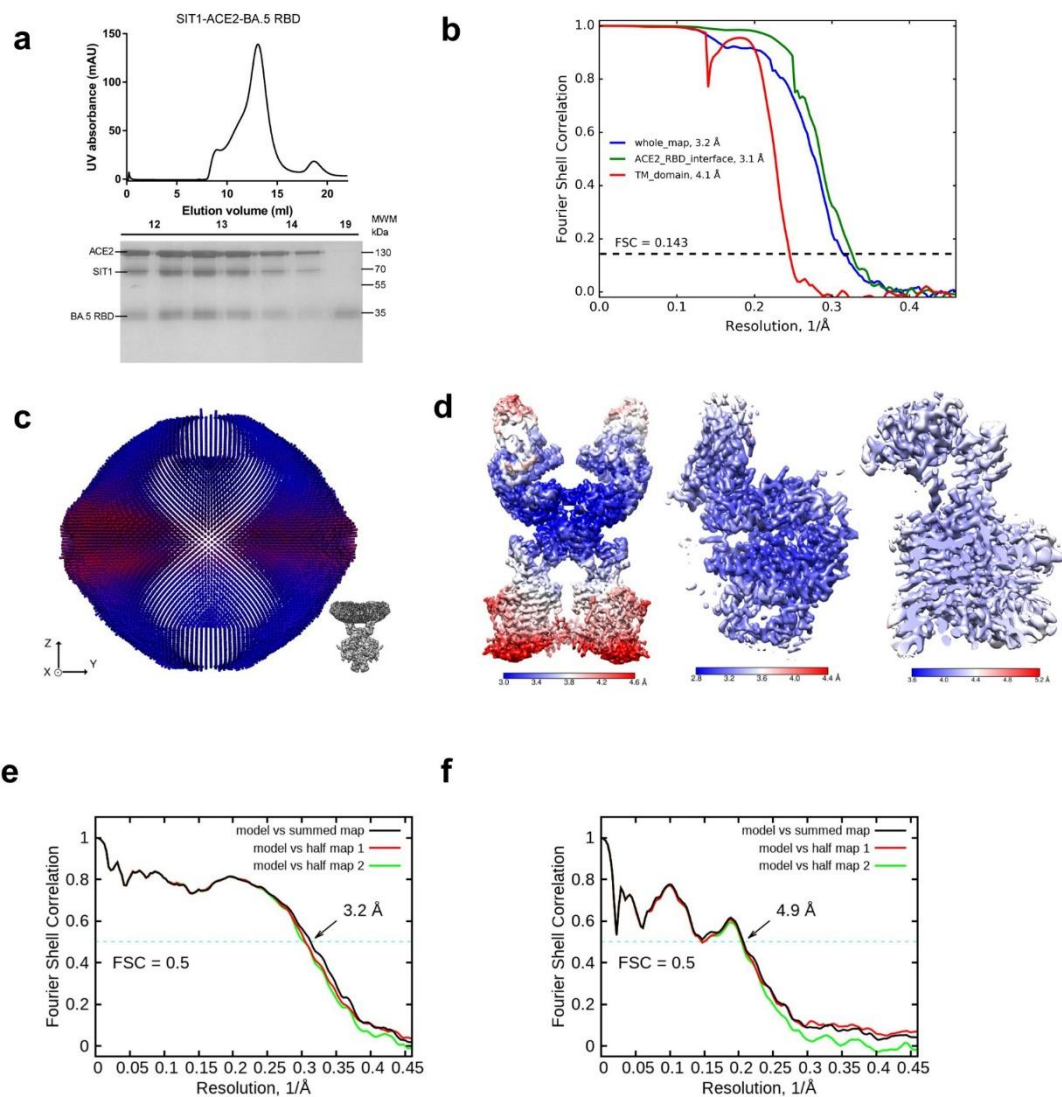 a
SIT1-ACE2-BA.5 RBD
UV absorbance (mAU)
150
100
50
0
0 5 10 15 20
Elution volume (ml)
12 13 14 19
MWM
kDa
ACE2
SIT1
BA.5 RBD
130
70
55
35
b
Fourier Shell Correlation
1.0
0.8
0.6
0.4
0.2
0.0
whole_map, 3.2 Å
ACE2_RBD_interface, 3.1 Å
TM_domain, 4.1 Å
FSC = 0.143
0.0 0.1 0.2 0.3 0.4
Resolution, 1/Å
c
Z
X Y
d
3.0 3.4 3.8 4.2 4.6 Å
2.8 3.2 3.6 4.0 4.4 Å
3.6 4.0 4.4 4.8 5.2 Å
e
Fourier Shell Correlation
1
0.8
0.6
0.4
0.2
0
model vs summed map
model vs half map 1
model vs half map 2
3.2 Å
FSC = 0.5
0 0.05 0.1 0.15 0.2 0.25 0.3 0.35 0.4 0.45
Resolution, 1/Å
f
Fourier Shell Correlation
1
0.8
0.6
0.4
0.2
0
model vs summed map
model vs half map 1
model vs half map 2
4.9 Å
FSC = 0.5
0 0.05 0.1 0.15 0.2 0.25 0.3 0.35 0.4 0.45
Resolution, 1/Å